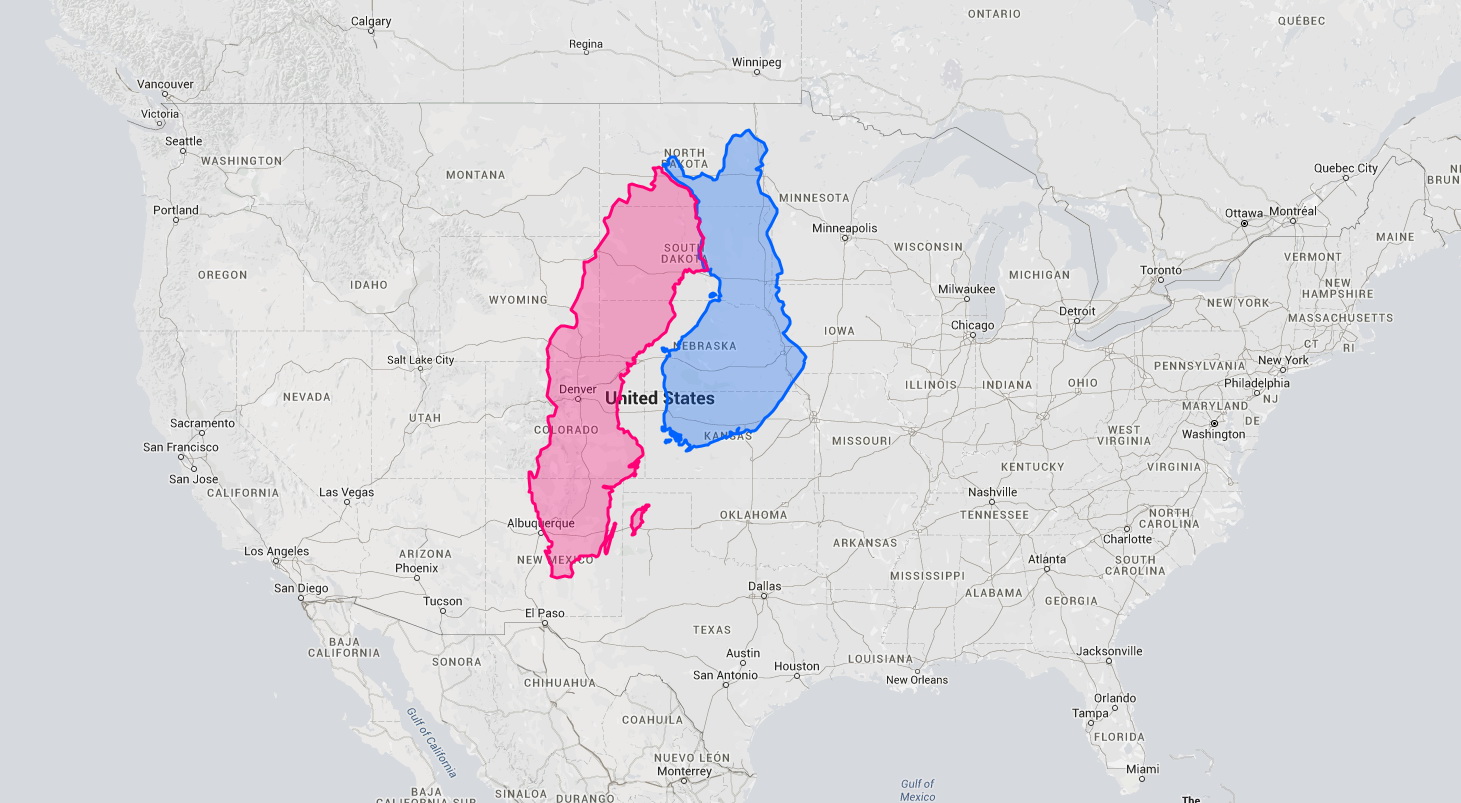 ONTARIO
QUÉBEC
Calgary
Regina
Winnipeg
Vancouver
Victoria
Seattle
WASHINGTON
NORTH
DAKOTA
MONTANA
Quebec City
NE
BRUN
Portland
MINNESOTA
Ottawa
Montréal
Minneapolis
MAINE
SOUTH
DAKOTA
WISCONSIN
VERMONT
OREGON
IDAHO
MICHIGAN
Toronto
NEW
HAMPSHIRE
WYOMING
Milwaukee
NEW YORK
Detroit
MASSACHUSETTS
Chicago
IOWA
NEBRASKA
CT
RI
Salt Lake City
PENNSYLVANIA
New York
Denver
United States
ILLINOIS
INDIANA
OHIO
Philadelphia
NEVADA
UTAH
NJ
MARYLAND
DE
Sacramento
COLORADO
KANSAS
MISSOURI
WEST
VIRGINIA
Washington
San Francisco
San Jose
KENTUCKY
VIRGINIA
CALIFORNIA
Las Vegas
Nashville
TENNESSEE
NORTH
CAROLINA
Albuquerque
OKLAHOMA
Charlotte
Los Angeles
ARIZONA
Phoenix
NEW MEXICO
ARKANSAS
Atlanta
SOUTH
CAROLINA
San Diego
Tucson
MISSISSIPPI
Dallas
ALABAMA
GEORGIA
El Paso
TEXAS
BAJA
CALIFORNIA
SONORA
Austin
Houston
LOUISIANA
Jacksonville
San Antonio
New Orleans
CHIHUAHUA
Orlando
Tampa
COAHUILA
Gulf of California
FLORIDA
NUEVO LEÓN
Monterrey
Miami
BAJA
CALIFORNIA SUR
SINALOA
DURANGO
Gulf of
Mexico
The